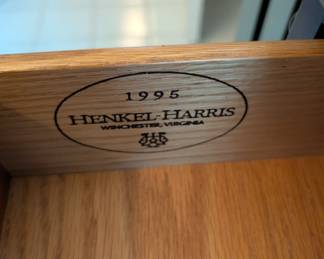 1995
HENKEL-HARRIS
WINCHESTER, VIRGINIA